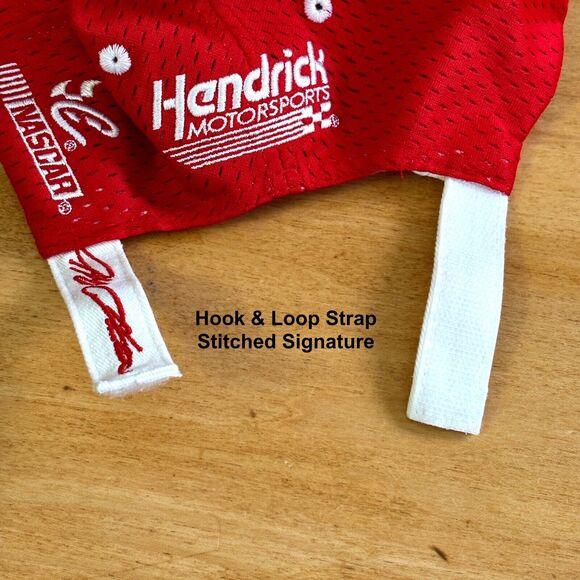 Hendrick
MOTORSPORTS
NASCAR
Hook & Loop Strap
Stitched Signature